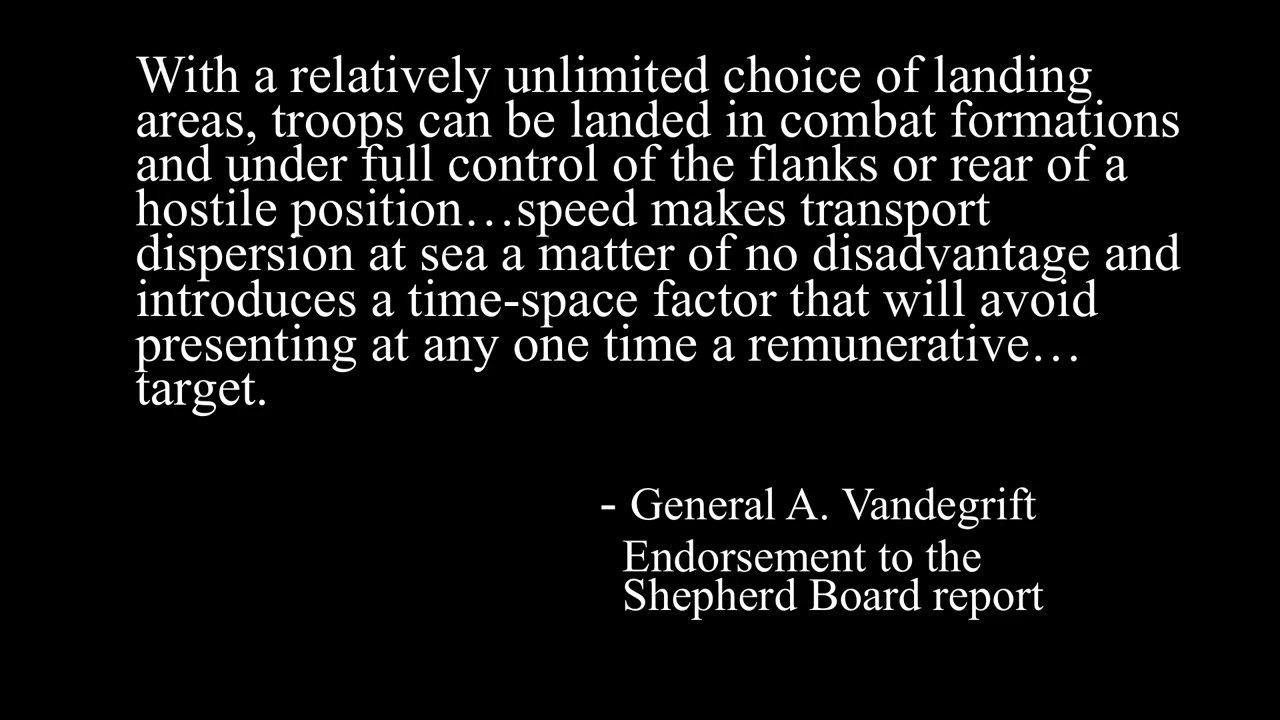 With a relatively unlimited choice of landing
areas, troops can be landed in combat formations
and under full control of the flanks or rear of a
hostile position…speed makes transport
dispersion at sea a matter of no disadvantage and
introduces a time-space factor that will avoid
presenting at any one time a remunerative…
target.
- General A. Vandegrift
Endorsement to the
Shepherd Board report